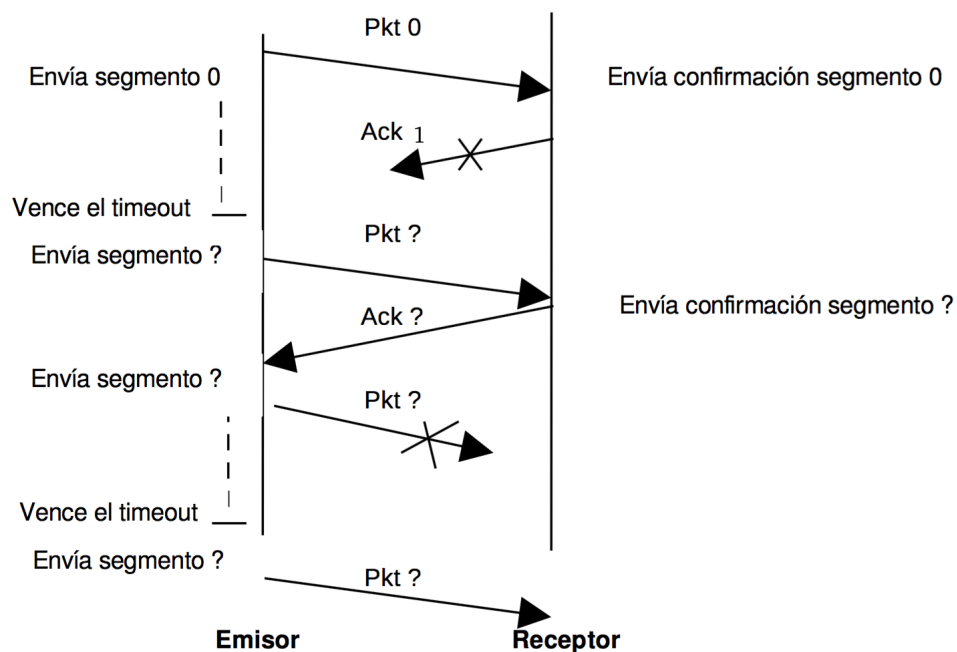 Pkt 0
Envía segmento 0
Envía confirmación segmento 0
Ack 1
Vence el timeout
Pkt ?
Envía segmento ?
Envía confirmación segmento ?
Ack ?
Envía segmento ?
Pkt ?
Vence el timeout
Envía segmento ?
Pkt ?
Emisor
Receptor